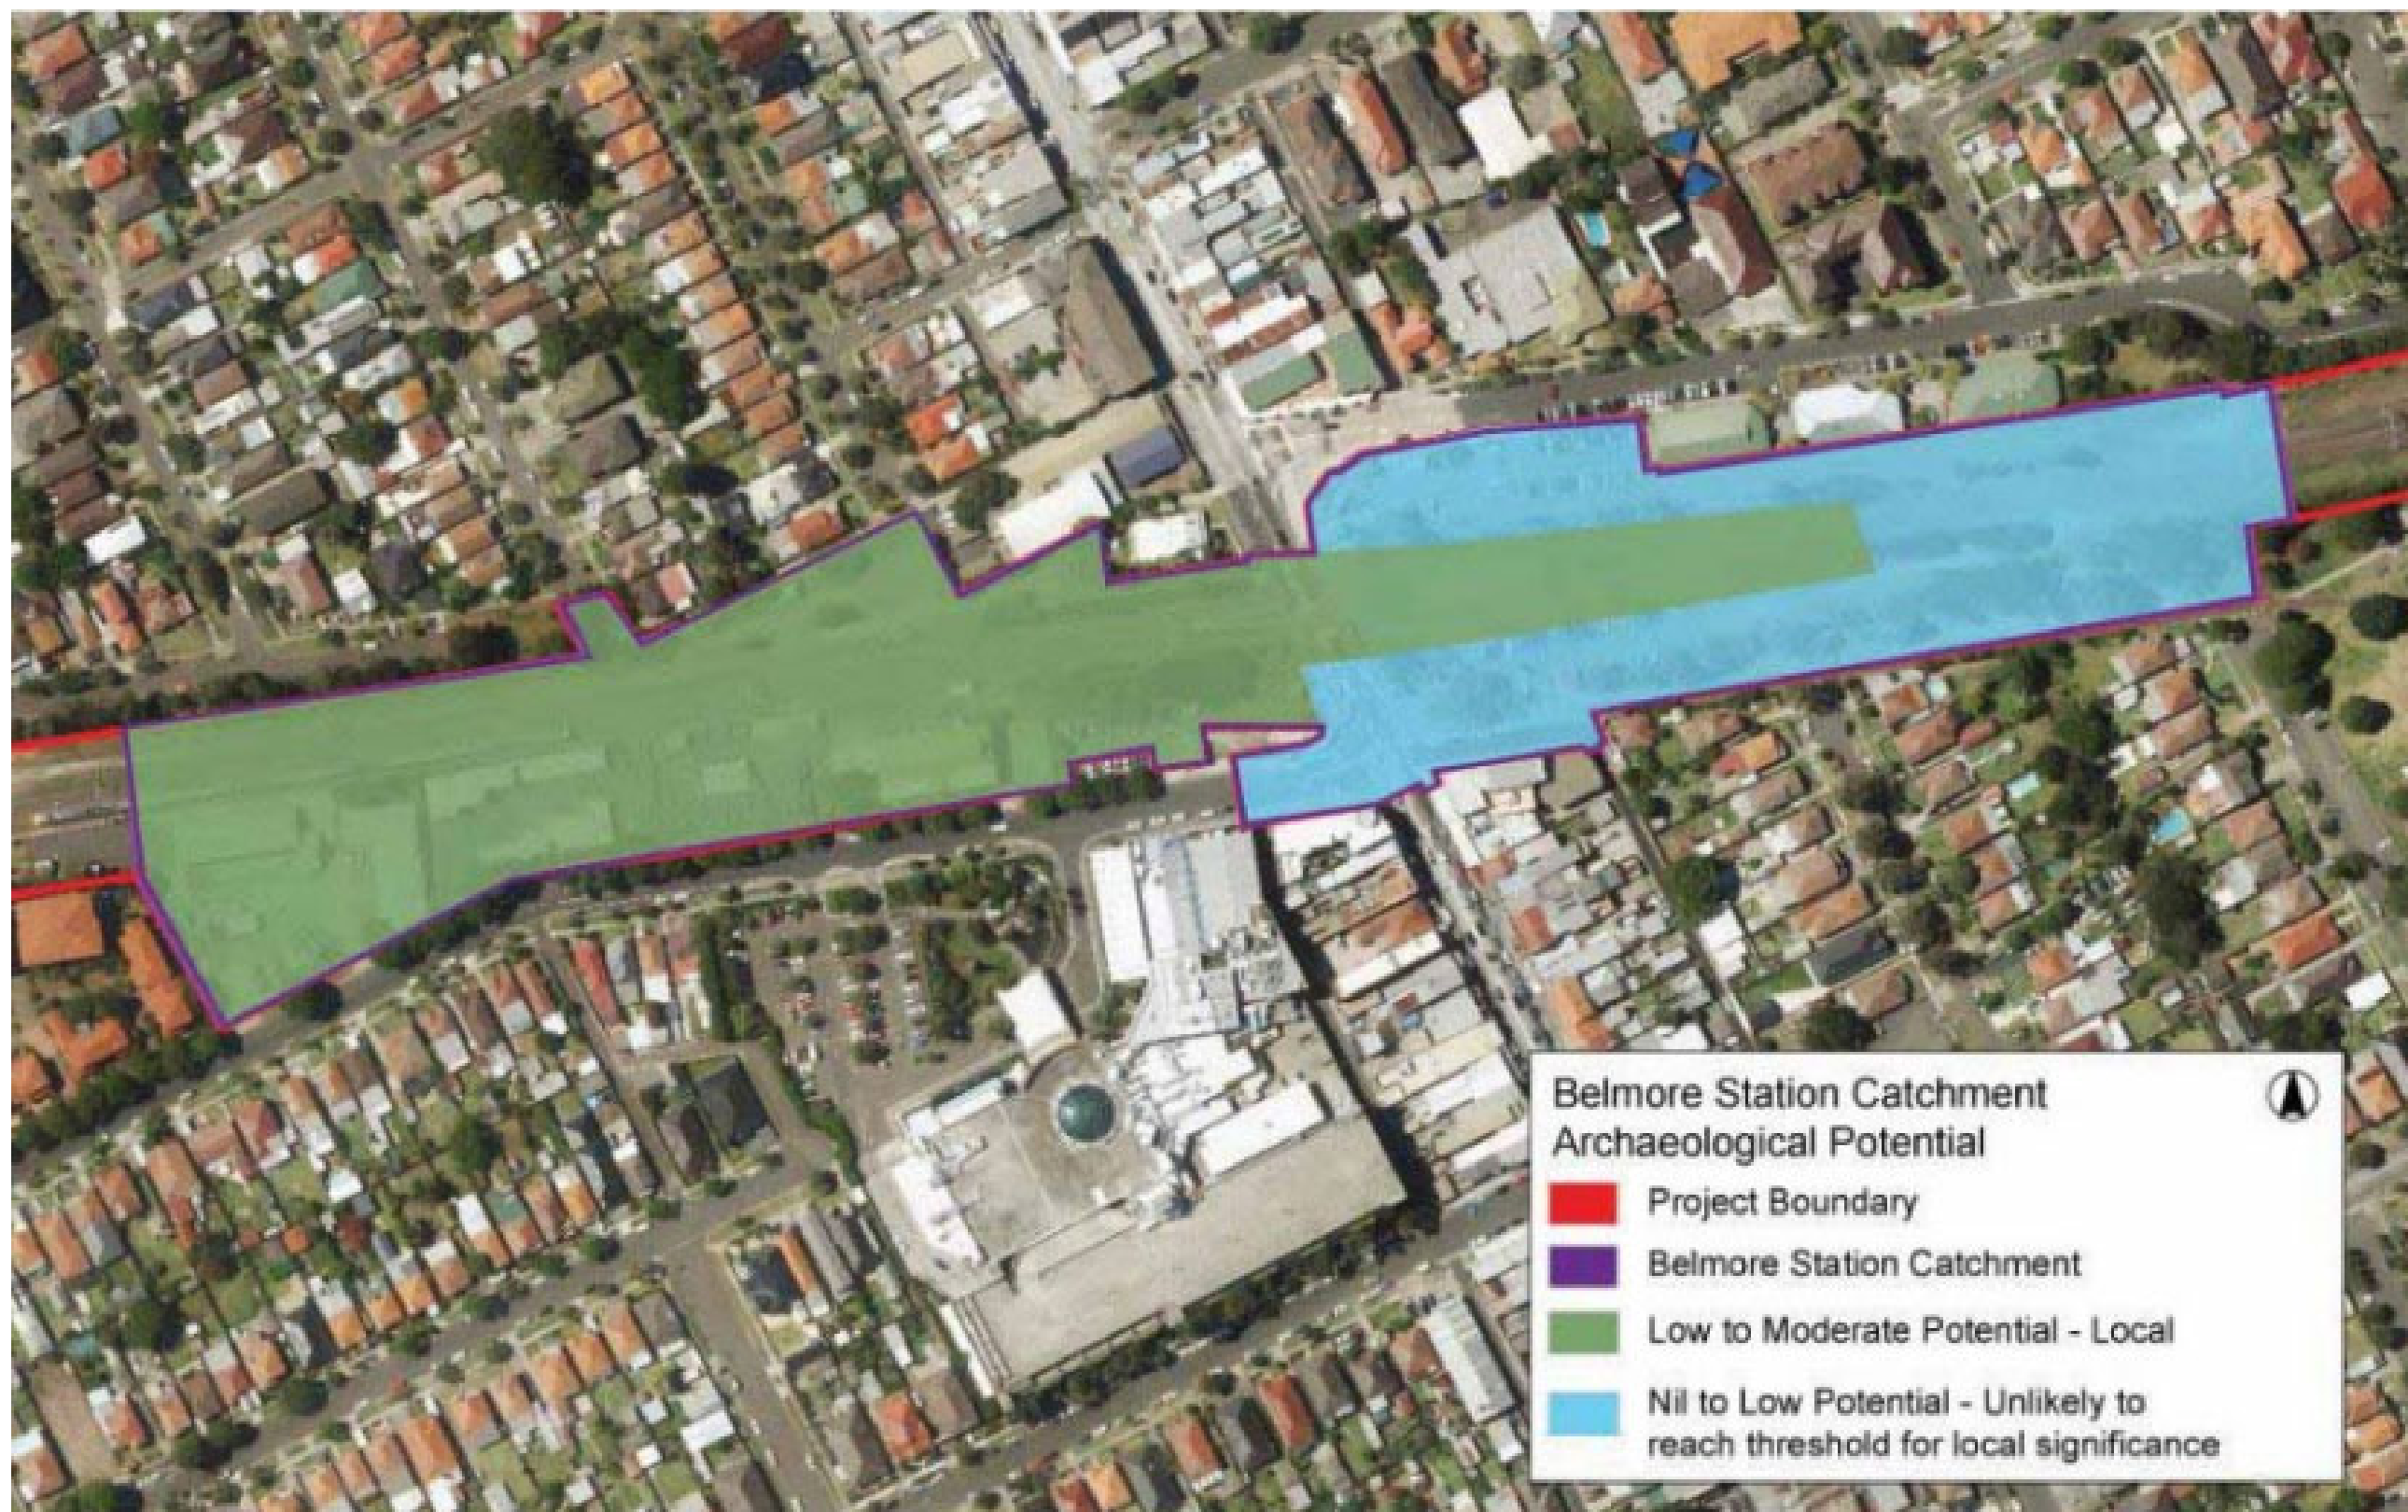 Belmore Station Catchment
Archaeological Potential
Project Boundary
Belmore Station Catchment
Low to Moderate Potential - Local
Nil to Low Potential - Unlikely to
reach threshold for local significance